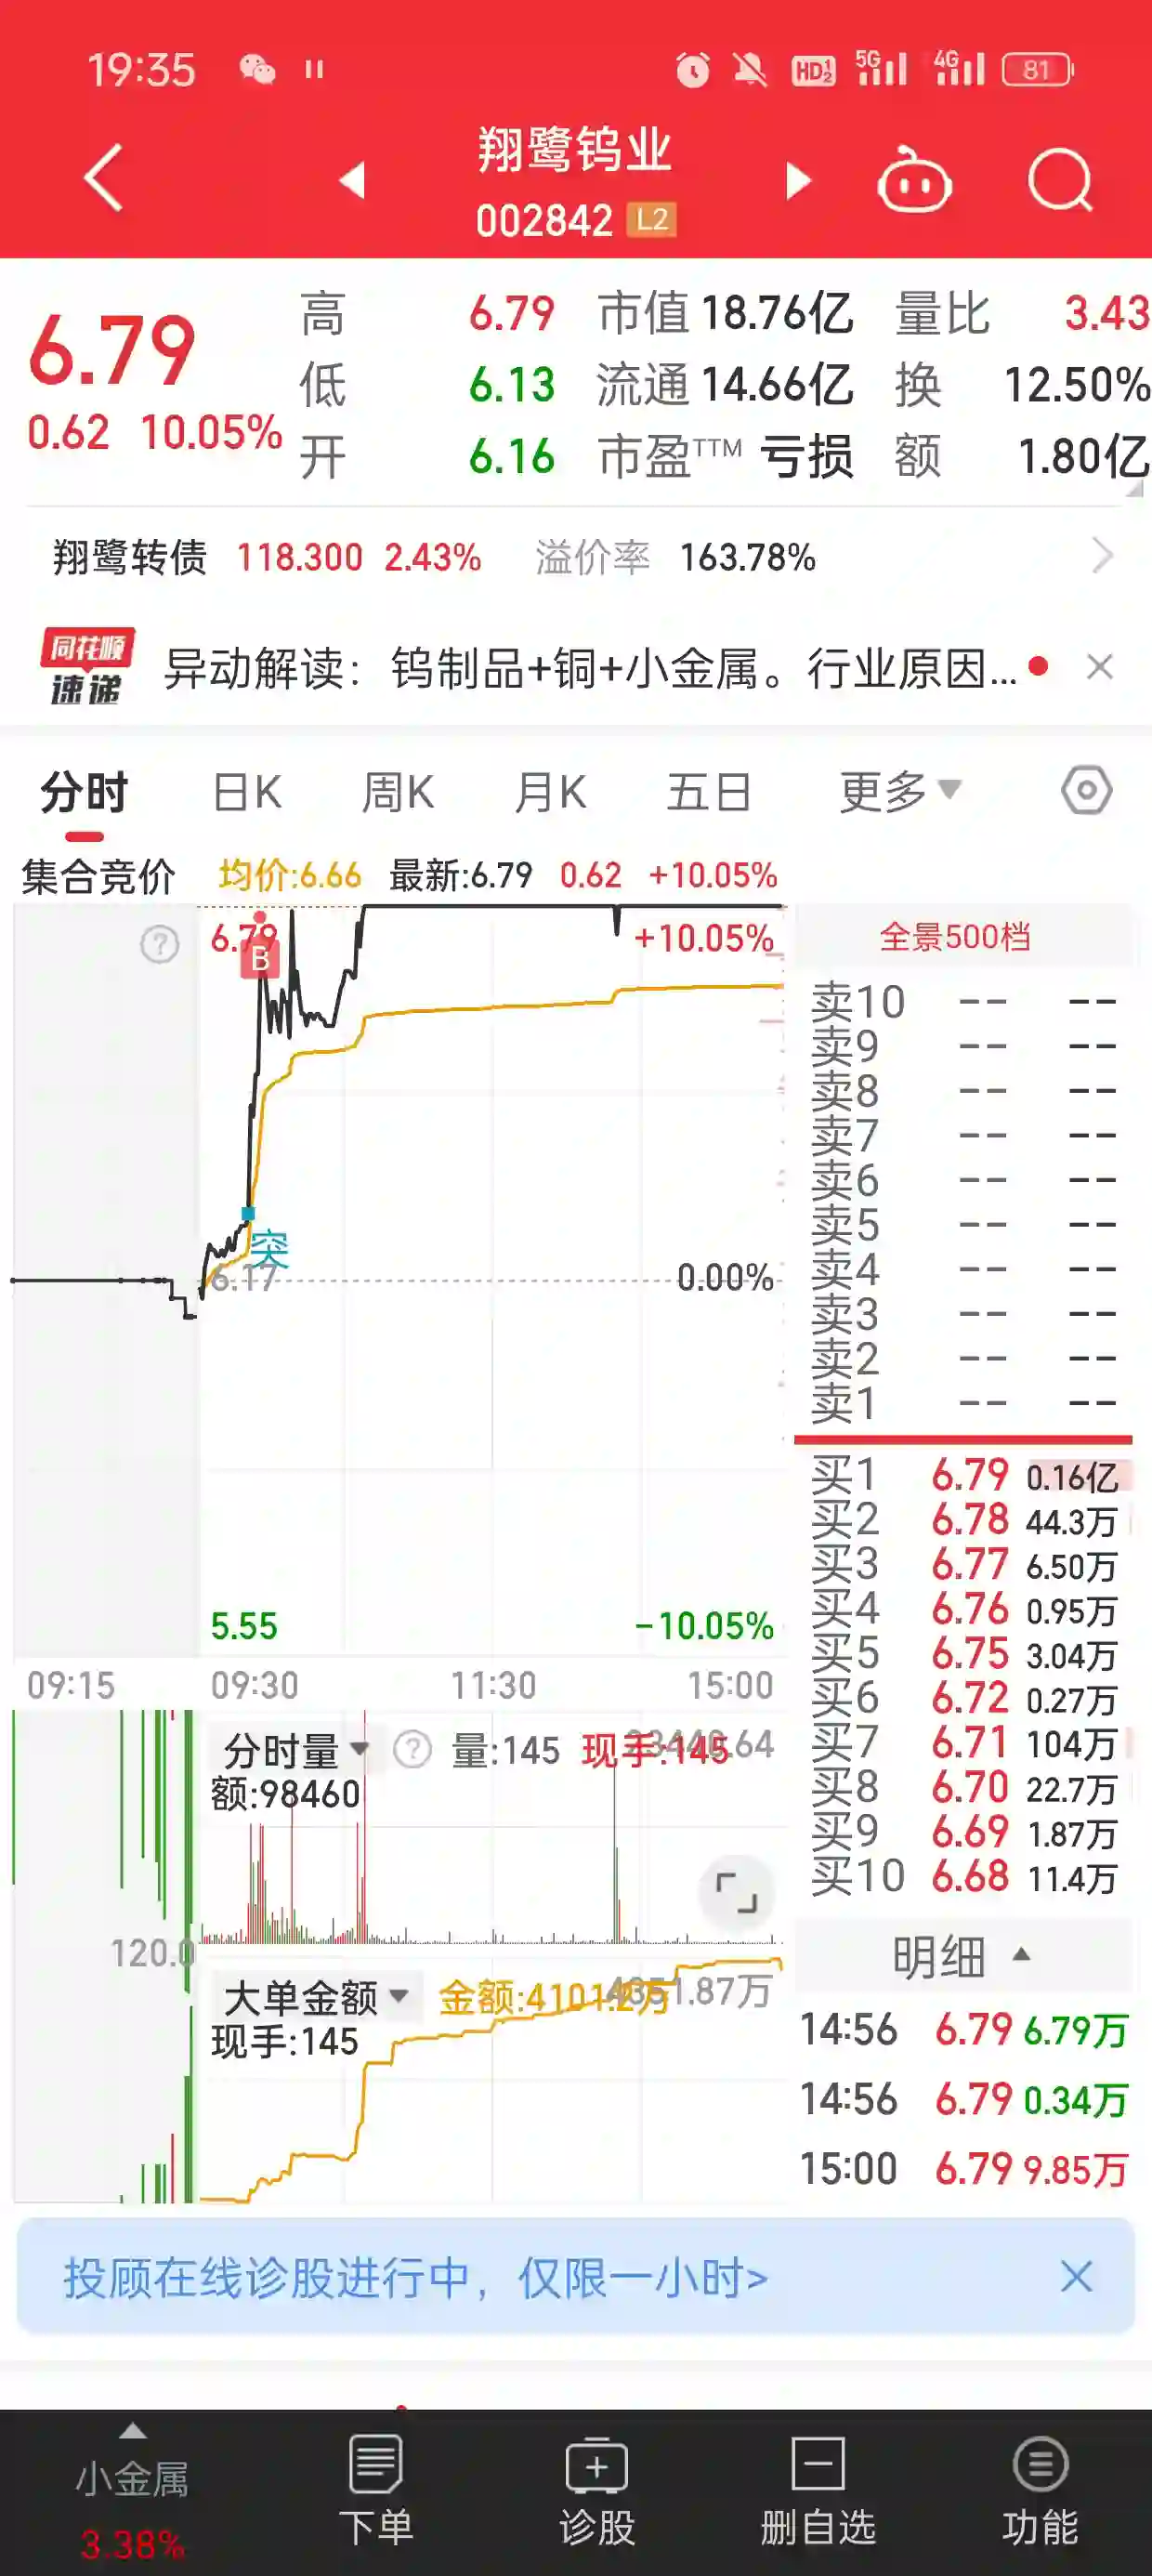 19:35 HD 1 2 5G 4G 81
翔鹭钨业
002842 L2
6.79
0.62 10.05%
高 6.79 市值 18.76亿 量比 3.43
低 6.13 流通 14.66亿 换 12.50%
开 6.16 市盈TTM 亏损 额 1.80亿
翔鹭转债 118.300 2.43% 溢价率 163.78%
同花顺
速递
异动解读：钨制品+铜+小金属。行业原因...
分时 日K 周K 月K 五日 更多
集合竞价 均价:6.66 最新:6.79 0.62 +10.05%
6.79 +10.05%
B
突
6.17 0.00%
5.55 -10.05%
09:15 09:30 11:30 15:00
分时量 量:145 现手:145
额:98460
120.0
大单金额 金额:4101.2万
现手:145
全景500档
卖10 -- --
卖9 -- --
卖8 -- --
卖7 -- --
卖6 -- --
卖5 -- --
卖4 -- --
卖3 -- --
卖2 -- --
卖1 -- --
买1 6.79 0.16亿
买2 6.78 44.3万
买3 6.77 6.50万
买4 6.76 0.95万
买5 6.75 3.04万
买6 6.72 0.27万
买7 6.71 104万
买8 6.70 22.7万
买9 6.69 1.87万
买10 6.68 11.4万
明细
14:56 6.79 6.79万
14:56 6.79 0.34万
15:00 6.79 9.85万
投顾在线诊股进行中，仅限一小时>
小金属 下单 诊股 删自选 功能
3.38%